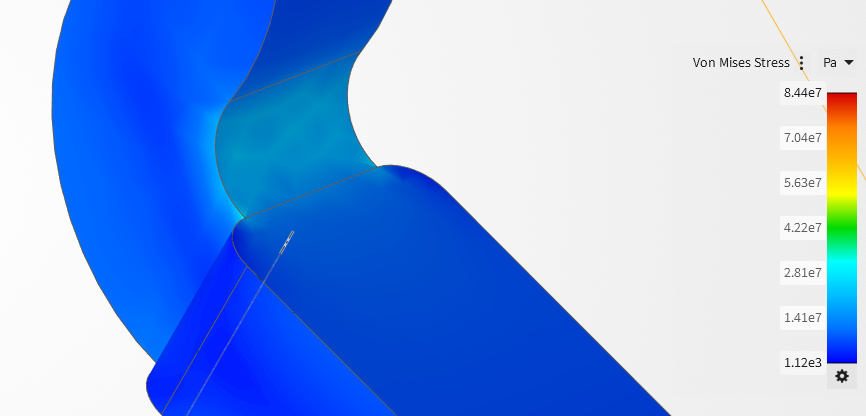 Von Mises Stress Pa
8.44e7
7.04e7
5.63e7
4.22e7
2.81e7
1.41e7
1.12e3